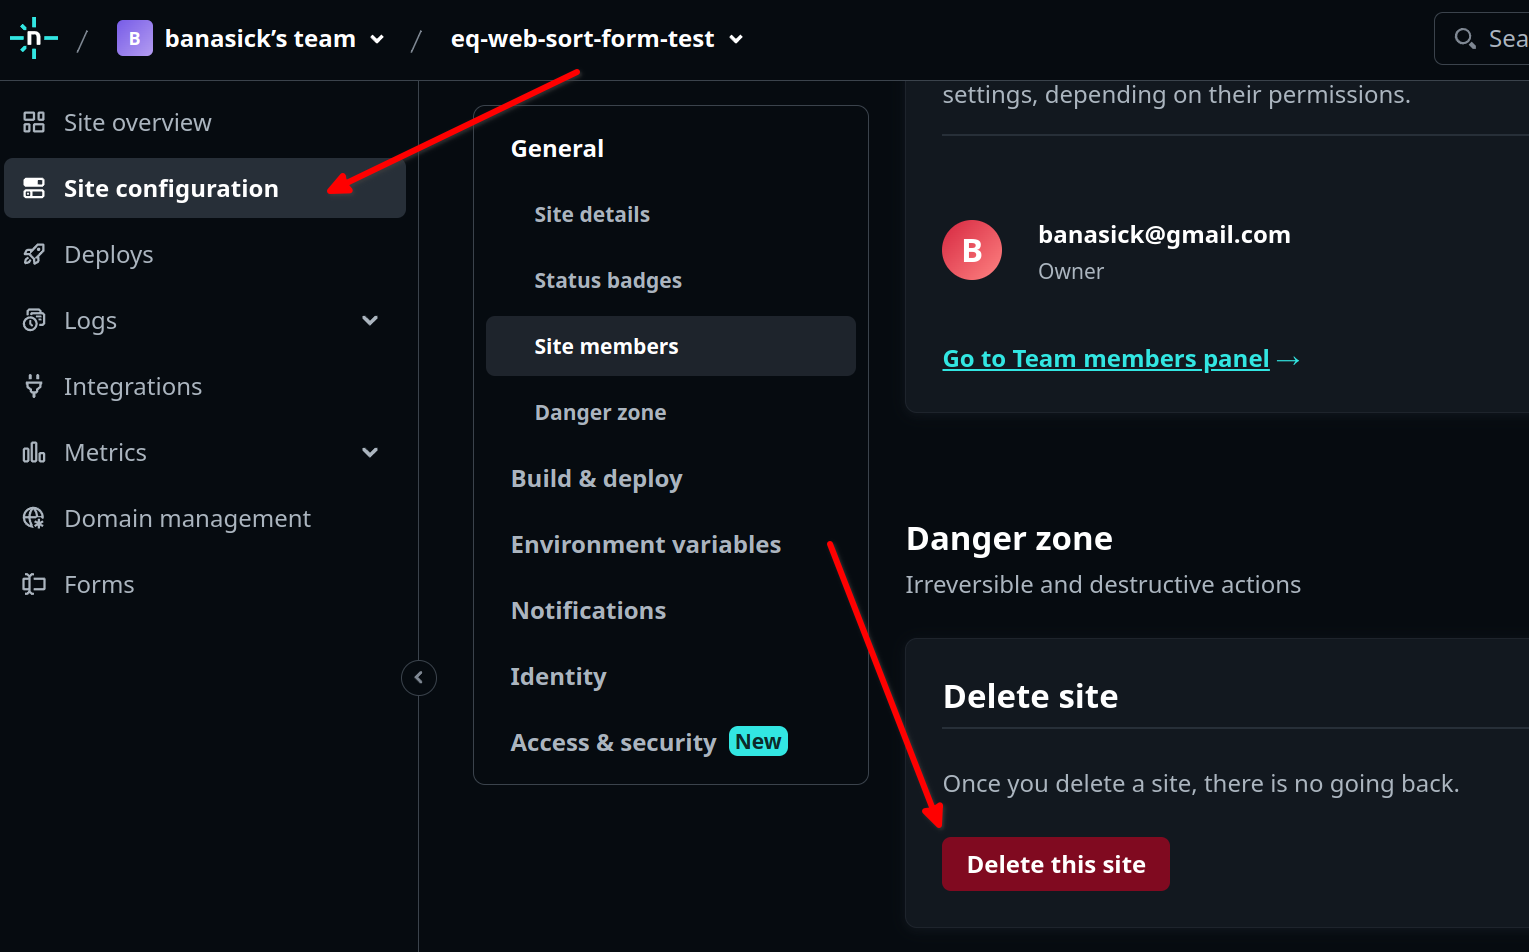 n / B banasick's team / eq-web-sort-form-test
Site overview
Site configuration
Deploys
Logs
Integrations
Metrics
Domain management
Forms
General
Site details
Status badges
Site members
Danger zone
Build & deploy
Environment variables
Notifications
Identity
Access & security New
settings, depending on their permissions.
B
banasick@gmail.com
Owner
Go to Team members panel→
Danger zone
Irreversible and destructive actions
Delete site
Once you delete a site, there is no going back.
Delete this site